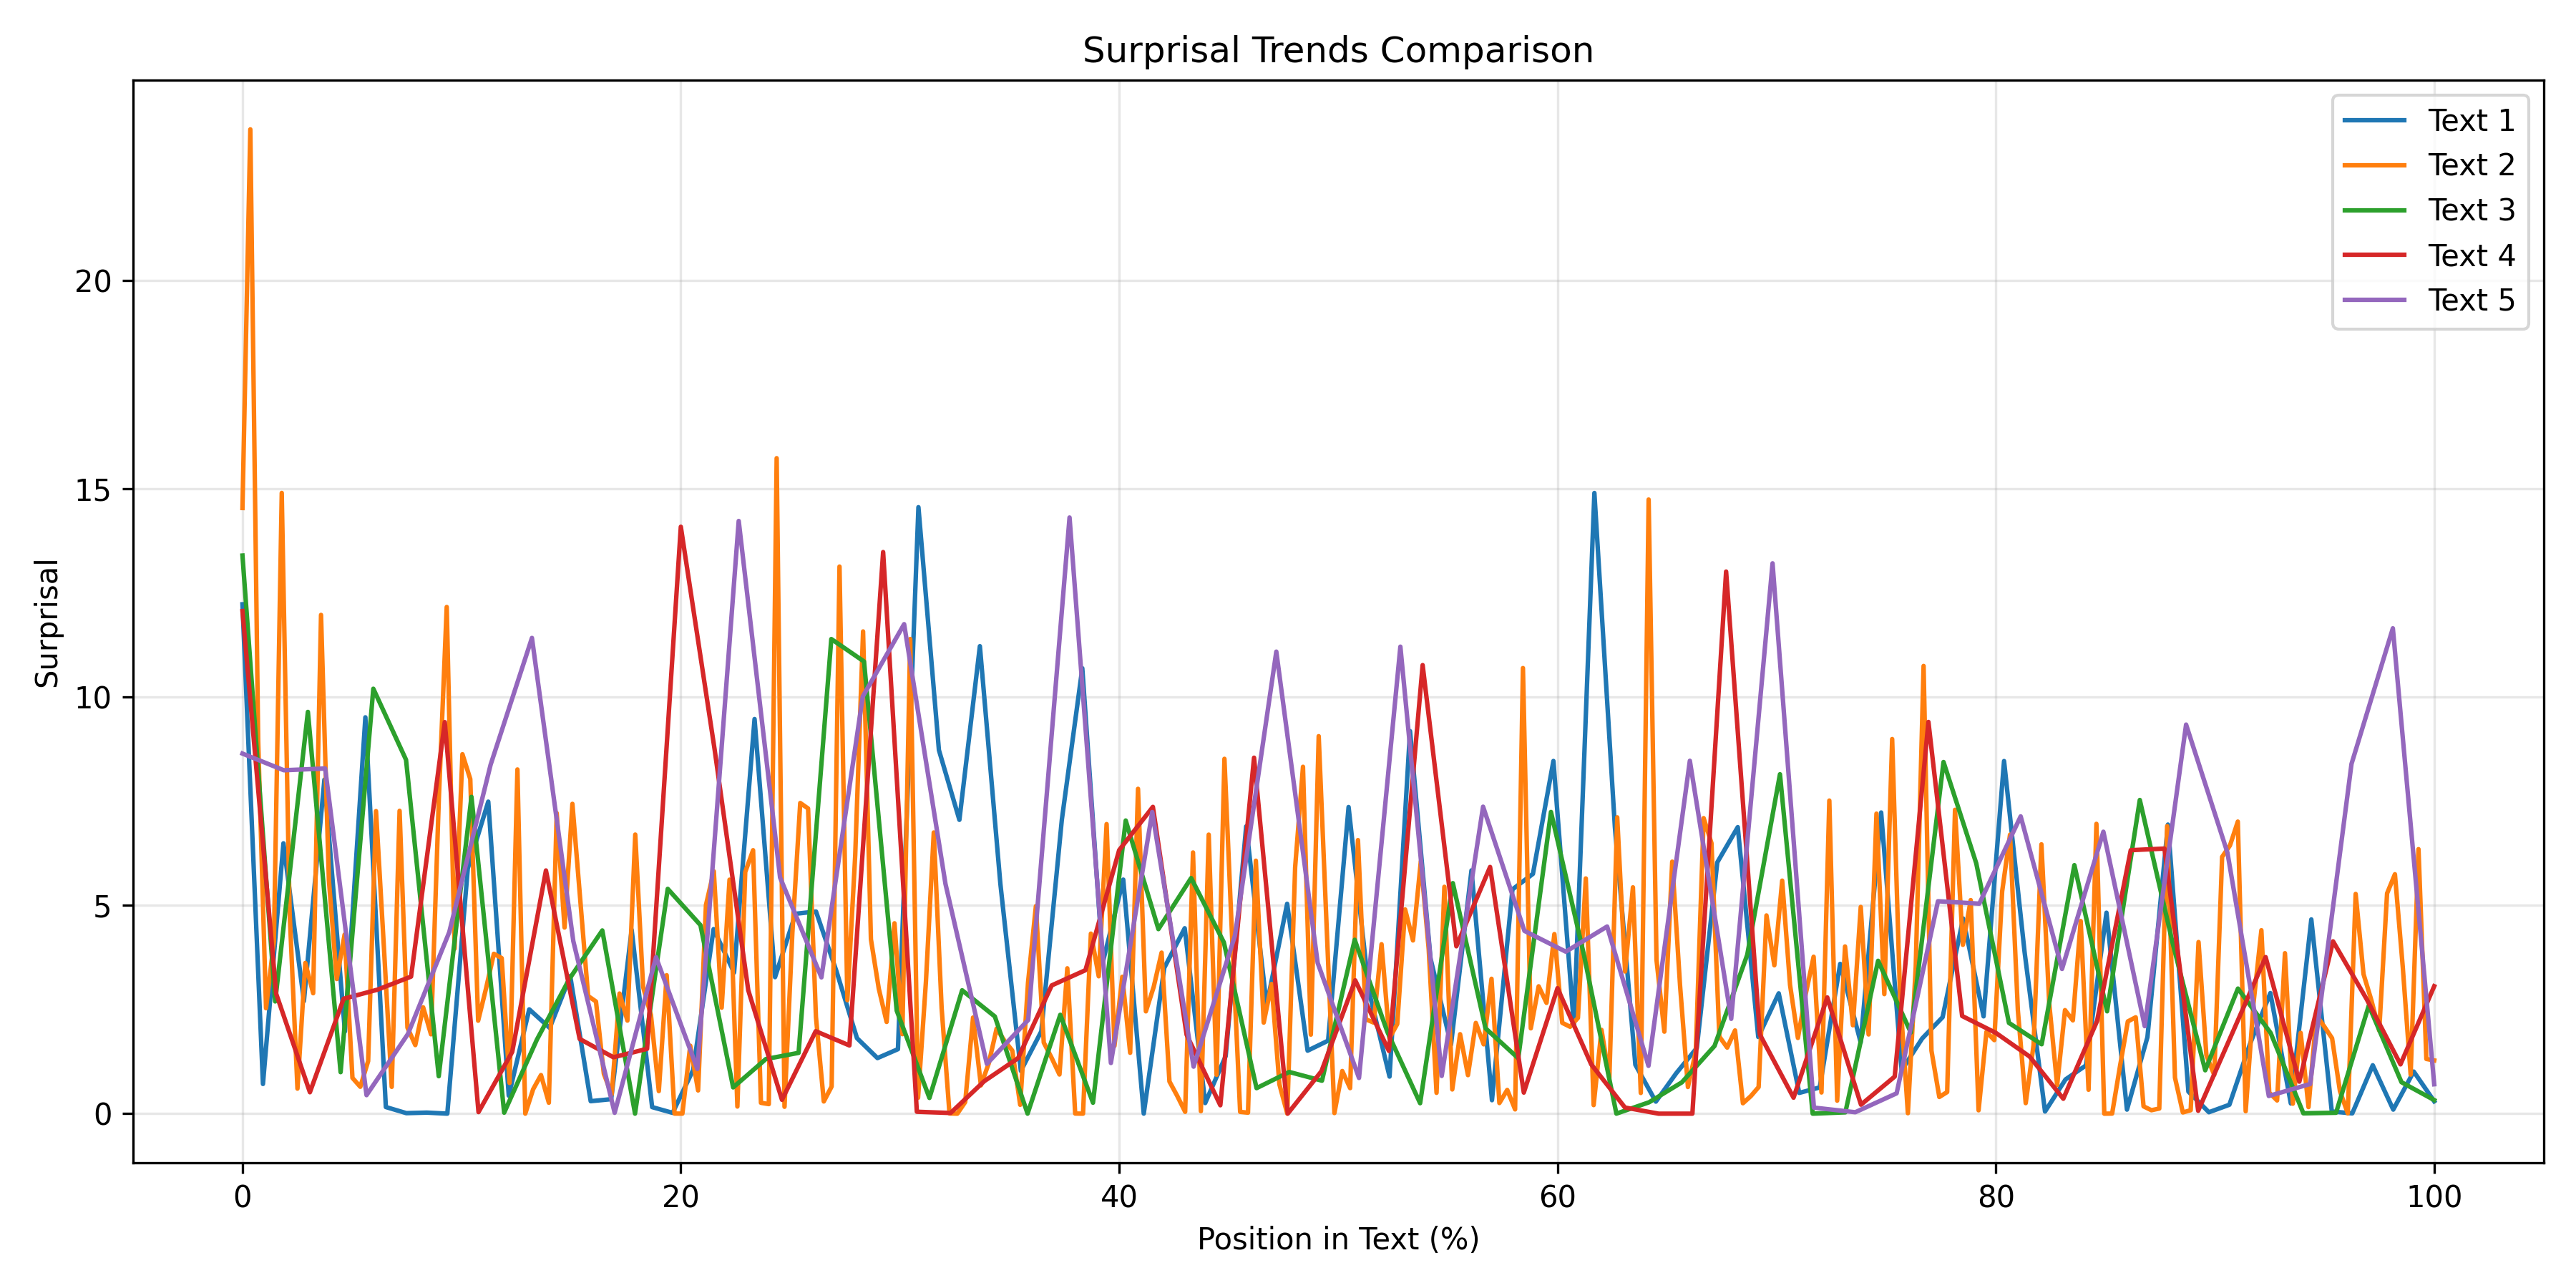 Surprisal Trends Comparison
Text 1
Text 2
Text 3
Text 4
Text 5
20
15
10
5
0
Surprisal
0 20 40 60 80 100
Position in Text (%)